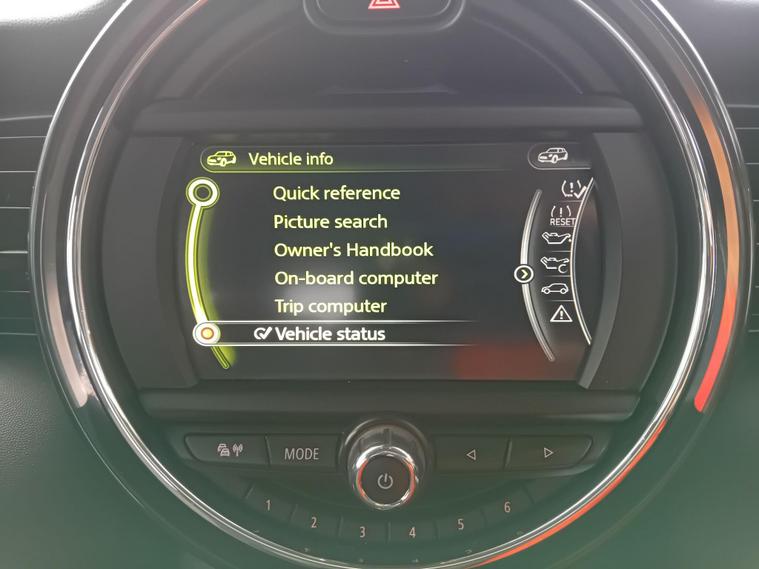 Vehicle info
Quick reference
Picture search
Owner's Handbook
On-board computer
Trip computer
Vehicle status
RESET
MODE
1 2 3 4 5 6